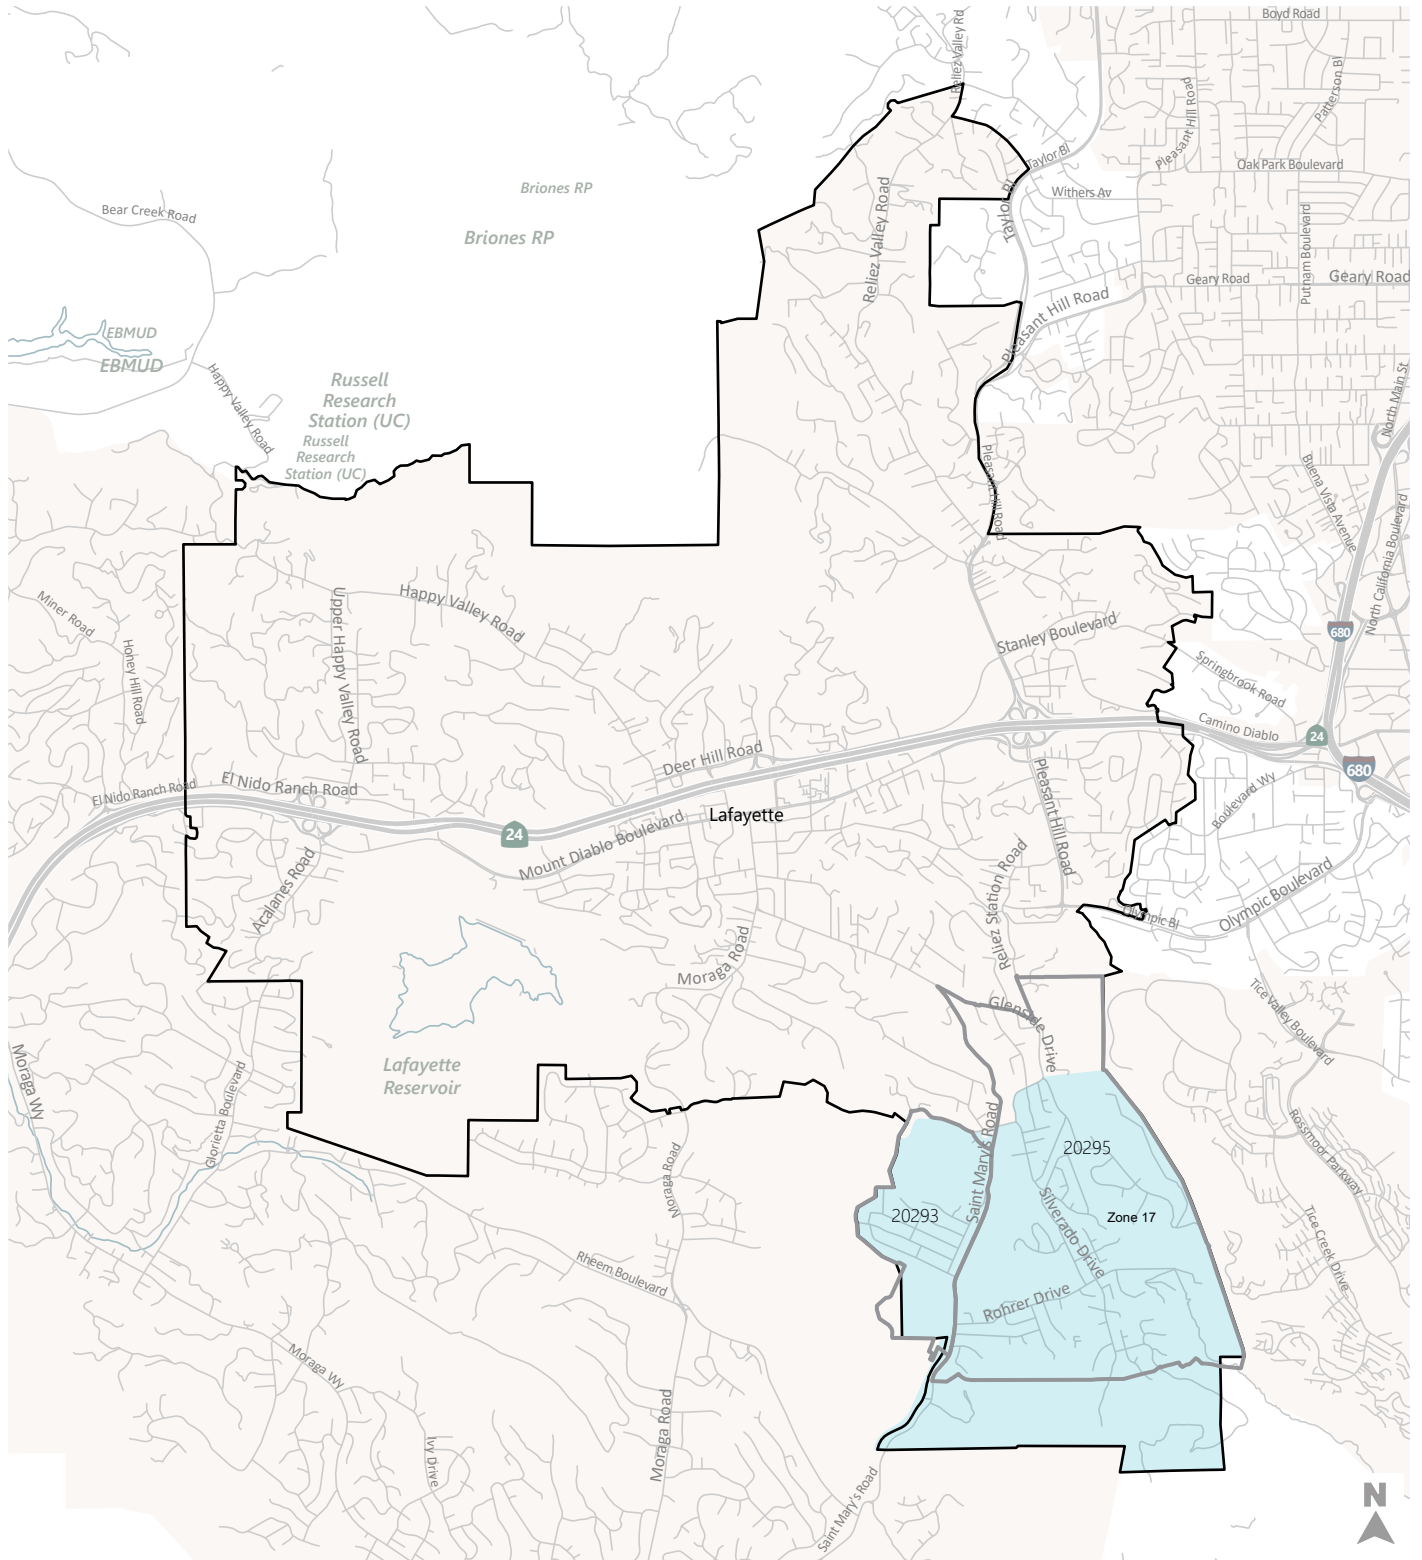 Boyd Road
Reliez Valley Rd
Patterson Bl
Pleasant Hill Road
Taylor Bl
Oak Park Boulevard
Briones RP
Withers Av
Bear Creek Road
Taylor Bl
Briones RP
Reliez Valley Road
Putnam Boulevard
Geary Road
Geary Road
Pleasant Hill Road
EBMUD
EBMUD
Happy Valley Road
Russell
Research
Station (UC)
Russell
Research
Station (UC)
North Main St
Buena Vista Avenue
Pleasant Hill Road
North California Boulevard
Miner Road
Happy Valley Road
Upper Happy Valley Road
Honey Hill Road
Stanley Boulevard
680
Springbrook Road
Camino Diablo
24
680
Deer Hill Road
El Nido Ranch Road
El Nido Ranch Road
Pleasant Hill Road
Boulevard Wy
Lafayette
24
Mount Diablo Boulevard
Acalanes Road
Reliez Station Road
Olympic Bl
Olympic Boulevard
Moraga Road
Glenside Drive
Tice Valley Boulevard
Lafayette
Reservoir
Moraga Wy
Glorietta Boulevard
Saint Mary's Road
Rossmoor Parkway
20295
Moraga Road
Silverado Drive
20293
Zone 17
Tice Creek Drive
Rheem Boulevard
Rohrer Drive
Moraga Wy
Moraga Road
Ivy Drive
Saint Mary's Road
N